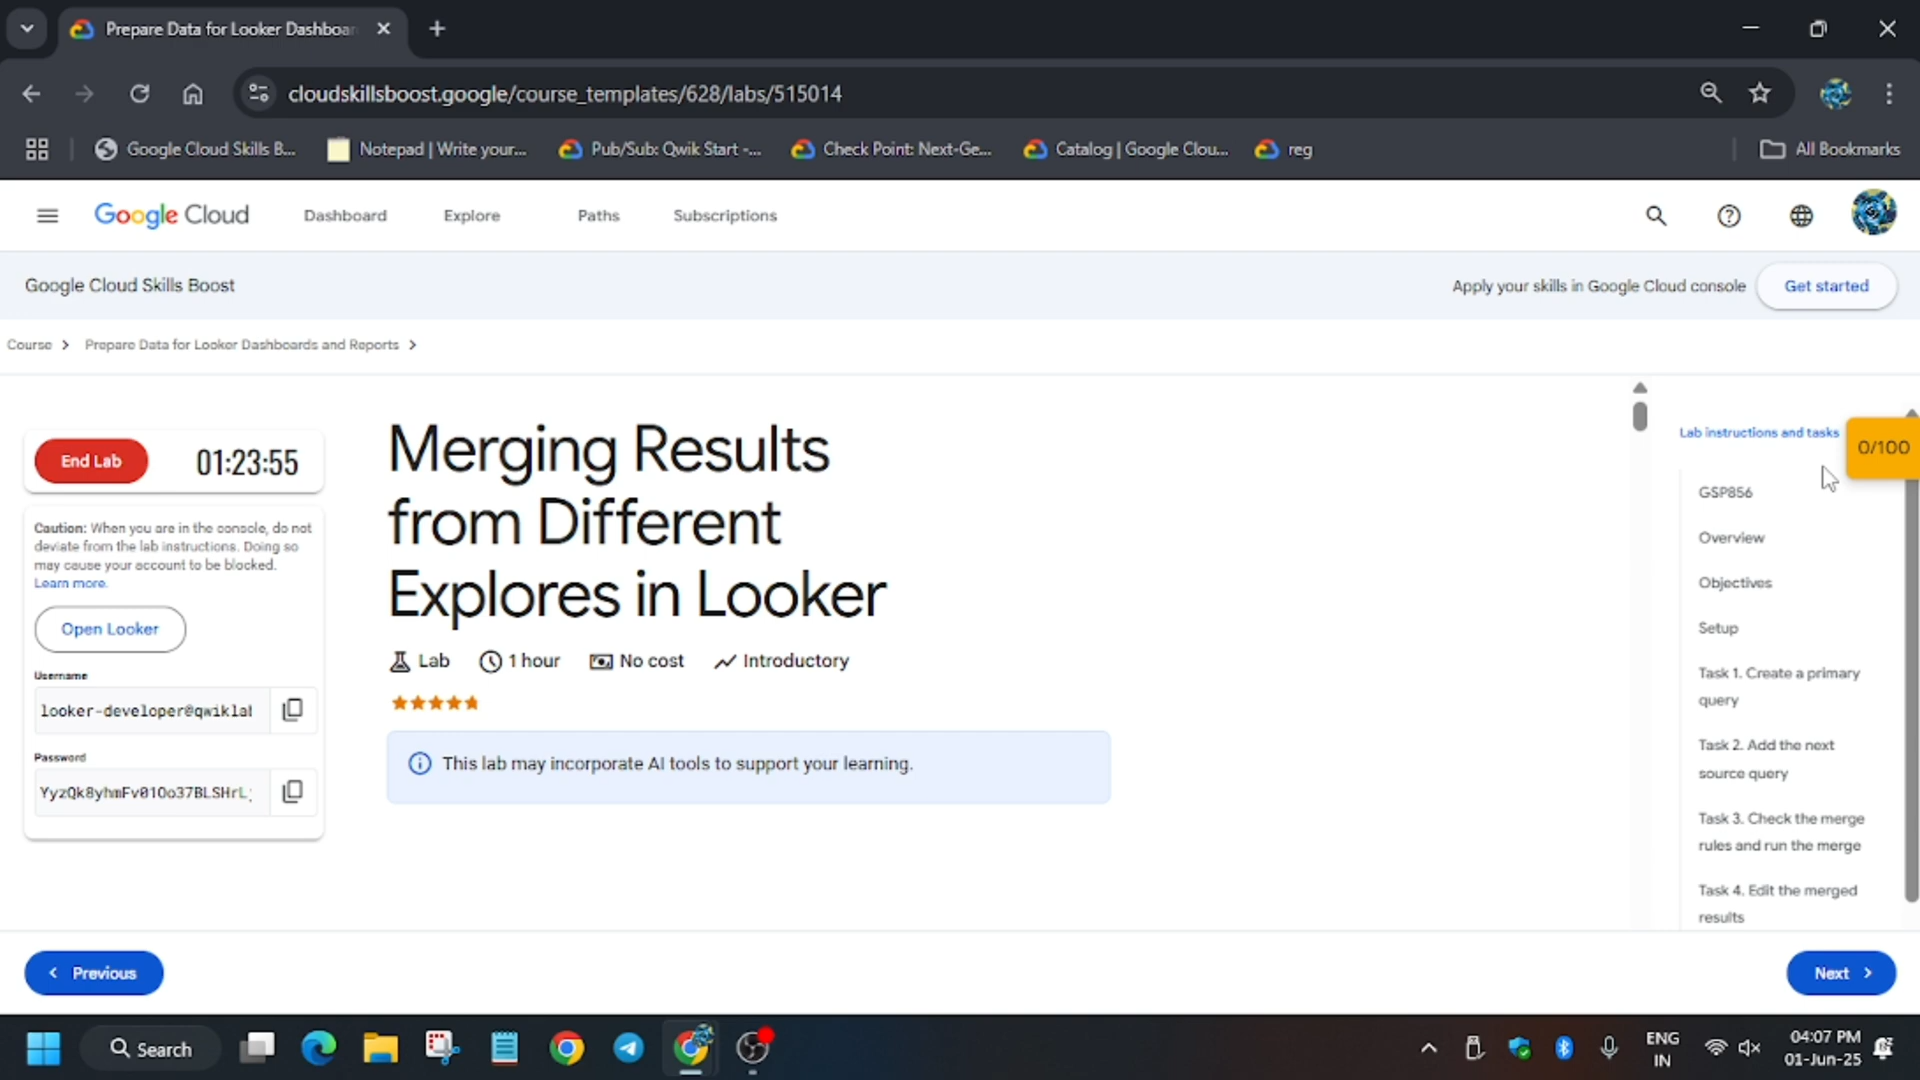 Prepare Data for Looker Dashboar
cloudskillsboost.google/course_templates/628/labs/515014
Google Cloud Skills B...
Notepad | Write your...
Pub/Sub: Qwik Start -...
Check Point: Next-Ge...
Catalog | Google Clou...
reg
All Bookmarks
Google Cloud
Dashboard
Explore
Paths
Subscriptions
Google Cloud Skills Boost
Apply your skills in Google Cloud console
Get started
Course
Prepare Data for Looker Dashboards and Reports
End Lab
01:23:55
Caution: When you are in the console, do not
deviate from the lab instructions. Doing so
may cause your account to be blocked.
Learn more.
Open Looker
Username
looker-developer@qwiklal
Password
YyzQk8yhmFv01Oo37BLSHrL;
Merging Results
from Different
Explores in Looker
Lab
1 hour
No cost
Introductory
This lab may incorporate AI tools to support your learning.
Lab instructions and tasks
0/100
GSP856
Overview
Objectives
Setup
Task 1. Create a primary
query
Task 2. Add the next
source query
Task 3. Check the merge
rules and run the merge
Task 4. Edit the merged
results
Previous
Next
Search
ENG
IN
04:07 PM
01-Jun-25